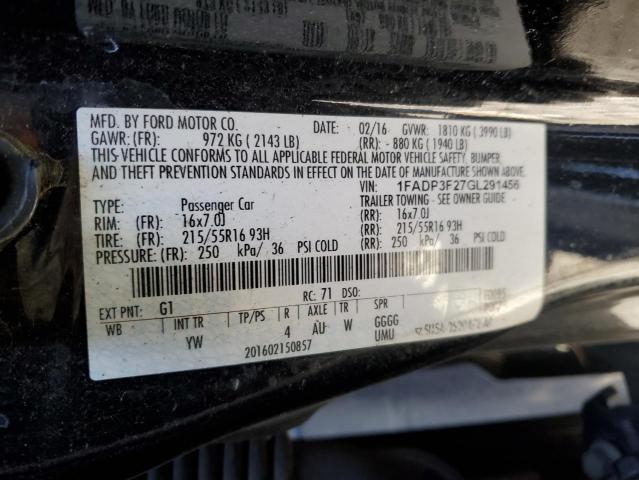 MFD. BY FORD MOTOR CO.
DATE: 02/16 GVWR: 1810 KG ( 3990 LB)
GAWR: (FR): 972 KG ( 2143 LB) (RR): 880 KG ( 1940 LB)
THIS VEHICLE CONFORMS TO ALL APPLICABLE FEDERAL MOTOR VEHICLE SAFETY, BUMPER,
AND THEFT PREVENTION STANDARDS IN EFFECT ON THE DATE OF MANUFACTURE SHOWN ABOVE.
VIN: 1FADP3F27GL291456
TYPE: Passenger Car TRAILER TOWING - SEE OWNER GUIDE
RIM: (FR) 16x7.0J (RR): 16x7.0J
TIRE: (FR): 215/55R16 93H (RR): 215/55R16 93H
PRESSURE: (FR) 250 kPa/ 36 PSI COLD (RR): 250 kPa/ 36 PSI COLD
EXT PNT: G1 RC: 71 DSO:
WB INT TR TP/PS R AXLE TR SPR
YW 4 AU W GGGG
UMU
201602150857